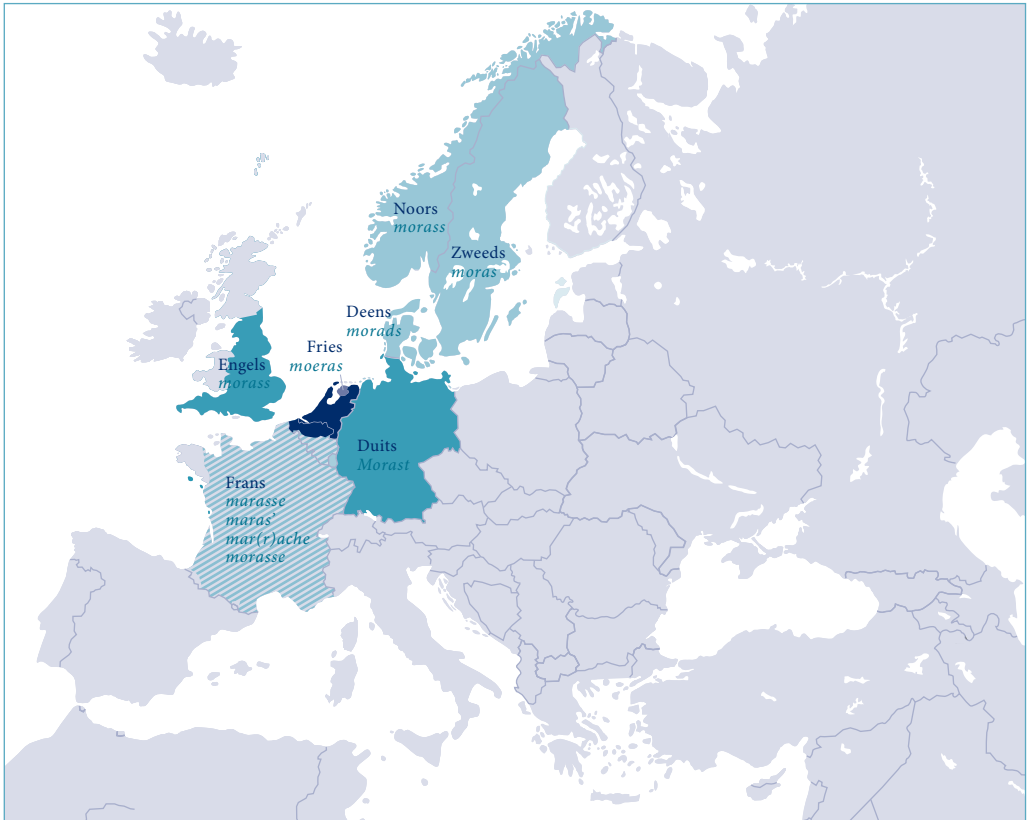 Noors
morass
Zweeds
moras
Deens
morads
Fries
moeras
Engels
morass
Duits
Morast
Frans
marasse
maras’
mar(r)ache
morasse